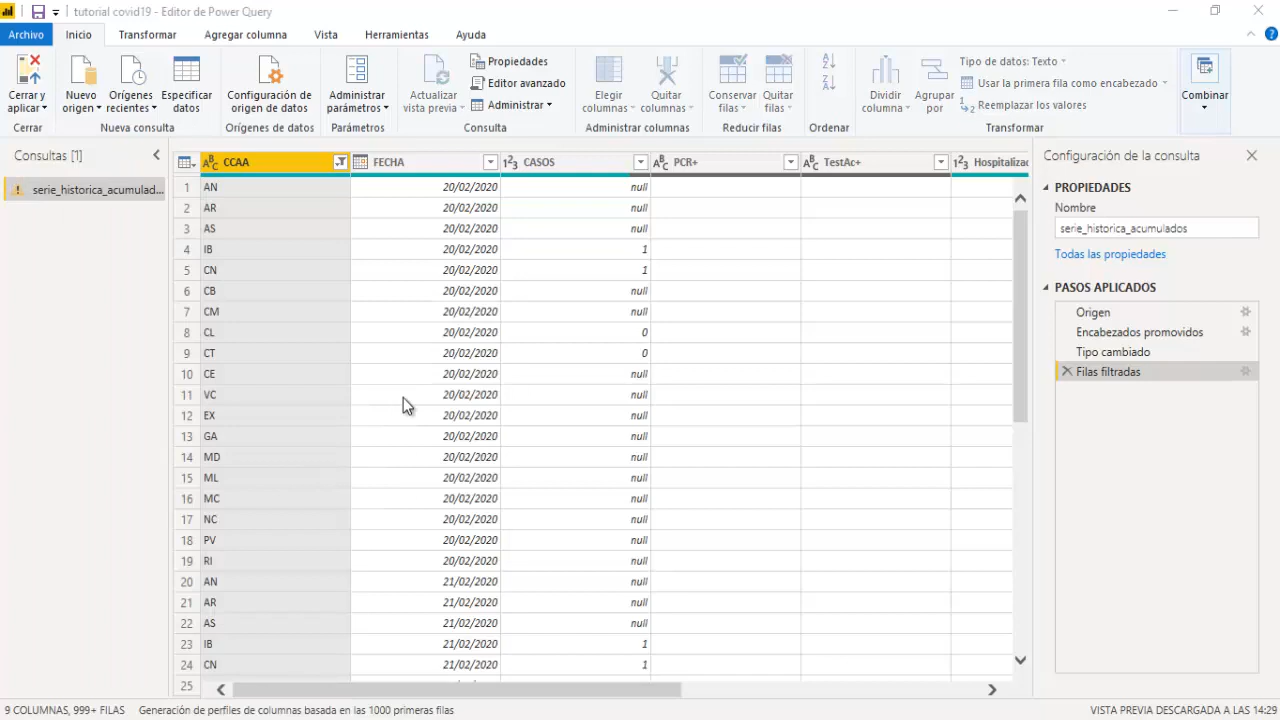 tutorial covid19 - Editor de Power Query
Archivo Inicio Transformar Agregar columna Vista Herramientas Ayuda
Cerrar y aplicar
Cerrar
Nuevo origen
Orígenes recientes
Especificar datos
Nueva consulta
Configuración de origen de datos
Orígenes de datos
Administrar parámetros
Parámetros
Actualizar vista previa
Propiedades
Editor avanzado
Administrar
Consulta
Elegir columnas
Quitar columnas
Administrar columnas
Conservar filas
Quitar filas
Reducir filas
Ordenar
Dividir columna
Agrupar por
Tipo de datos: Texto
Usar la primera fila como encabezado
Reemplazar los valores
Transformar
Combinar
Consultas [1]
serie_historica_acumulad...
CCAA FECHA CASOS PCR+ TestAc+ Hospitalizac
1 AN 20/02/2020 null
2 AR 20/02/2020 null
3 AS 20/02/2020 null
4 IB 20/02/2020 1
5 CN 20/02/2020 1
6 CB 20/02/2020 null
7 CM 20/02/2020 null
8 CL 20/02/2020 0
9 CT 20/02/2020 0
10 CE 20/02/2020 null
11 VC 20/02/2020 null
12 EX 20/02/2020 null
13 GA 20/02/2020 null
14 MD 20/02/2020 null
15 ML 20/02/2020 null
16 MC 20/02/2020 null
17 NC 20/02/2020 null
18 PV 20/02/2020 null
19 RI 20/02/2020 null
20 AN 21/02/2020 null
21 AR 21/02/2020 null
22 AS 21/02/2020 null
23 IB 21/02/2020 1
24 CN 21/02/2020 1
25
Configuración de la consulta
PROPIEDADES
Nombre
serie_historica_acumulados
Todas las propiedades
PASOS APLICADOS
Origen
Encabezados promovidos
Tipo cambiado
Filas filtradas
9 COLUMNAS, 999+ FILAS Generación de perfiles de columnas basada en las 1000 primeras filas VISTA PREVIA DESCARGADA A LAS 14:29